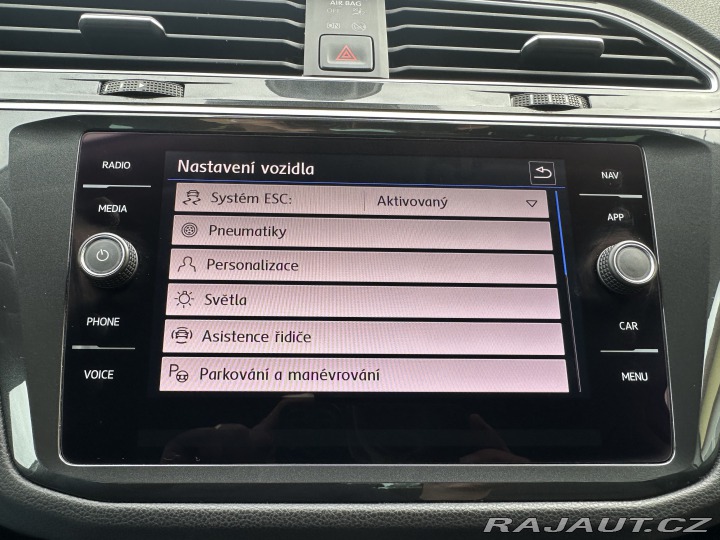 AIR BAG
OFF
RADIO
MEDIA
PHONE
VOICE
Nastavení vozidla
Systém ESC: Aktivovaný
Pneumatiky
Personalizace
Světla
Asistence řidiče
Parkování a manévrování
NAV
APP
CAR
MENU
RAJAUT.CZ